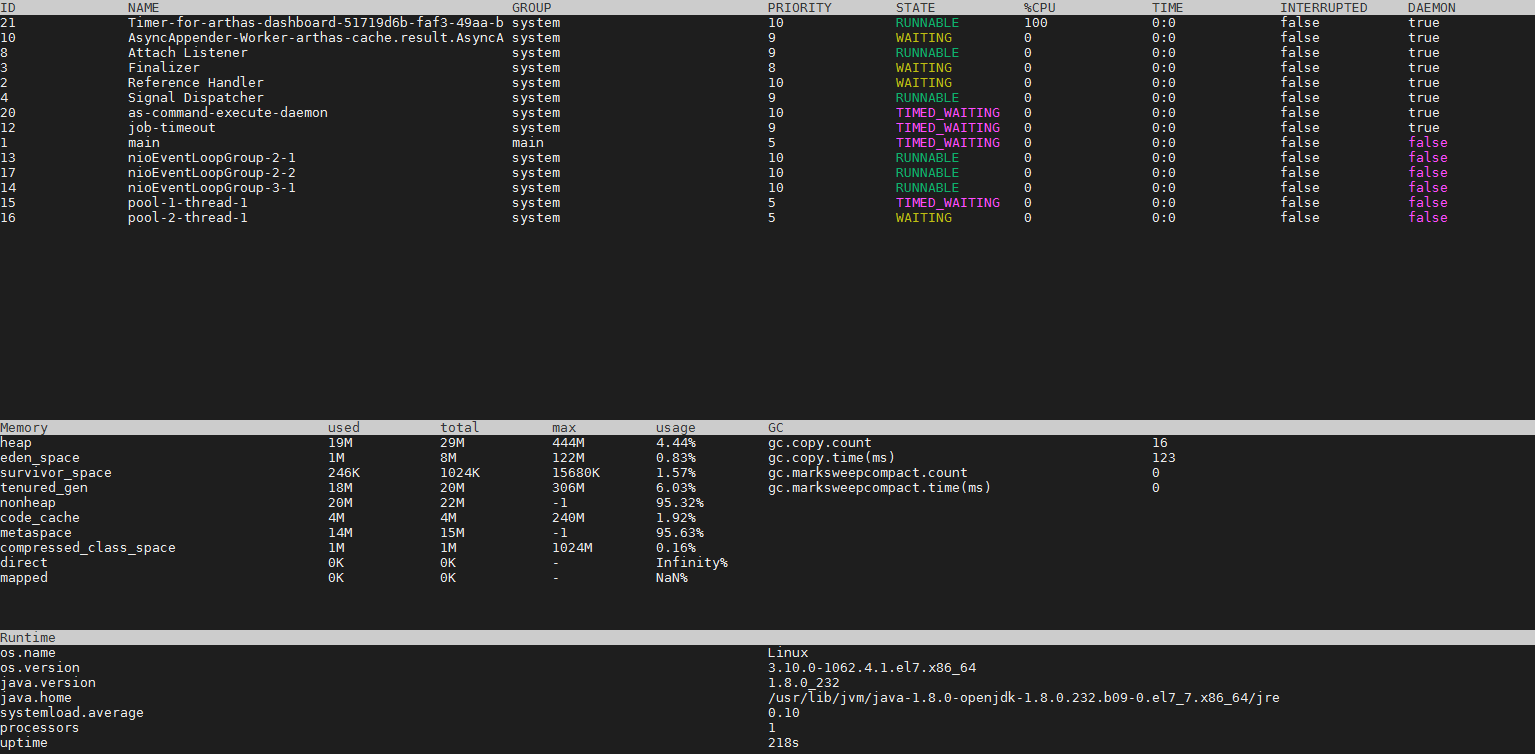 ID NAME GROUP PRIORITY STATE %CPU TIME INTERRUPTED DAEMON
21 Timer-for-arthas-dashboard-51719d6b-faf3-49aa-b system 10 RUNNABLE 100 0:0 false true
10 AsyncAppender-Worker-arthas-cache.result.AsyncA system 9 WAITING 0 0:0 false true
8 Attach Listener system 9 RUNNABLE 0 0:0 false true
3 Finalizer system 8 WAITING 0 0:0 false true
2 Reference Handler system 10 WAITING 0 0:0 false true
4 Signal Dispatcher system 9 RUNNABLE 0 0:0 false true
20 as-command-execute-daemon system 10 TIMED_WAITING 0 0:0 false true
12 job-timeout system 9 TIMED_WAITING 0 0:0 false true
1 main main 5 TIMED_WAITING 0 0:0 false false
13 nioEventLoopGroup-2-1 system 10 RUNNABLE 0 0:0 false false
17 nioEventLoopGroup-2-2 system 10 RUNNABLE 0 0:0 false false
14 nioEventLoopGroup-3-1 system 10 RUNNABLE 0 0:0 false false
15 pool-1-thread-1 system 5 TIMED_WAITING 0 0:0 false false
16 pool-2-thread-1 system 5 WAITING 0 0:0 false false
Memory used total max usage GC
heap 19M 29M 444M 4.44% gc.copy.count 16
eden_space 1M 8M 122M 0.83% gc.copy.time(ms) 123
survivor_space 246K 1024K 15680K 1.57% gc.marksweepcompact.count 0
tenured_gen 18M 20M 306M 6.03% gc.marksweepcompact.time(ms) 0
nonheap 20M 22M -1 95.32%
code_cache 4M 4M 240M 1.92%
metaspace 14M 15M -1 95.63%
compressed_class_space 1M 1M 1024M 0.16%
direct 0K 0K - Infinity%
mapped 0K 0K - NaN%
Runtime
os.name Linux
os.version 3.10.0-1062.4.1.el7.x86_64
java.version 1.8.0_232
java.home /usr/lib/jvm/java-1.8.0-openjdk-1.8.0.232.b09-0.el7_7.x86_64/jre
systemload.average 0.10
processors 1
uptime 218s